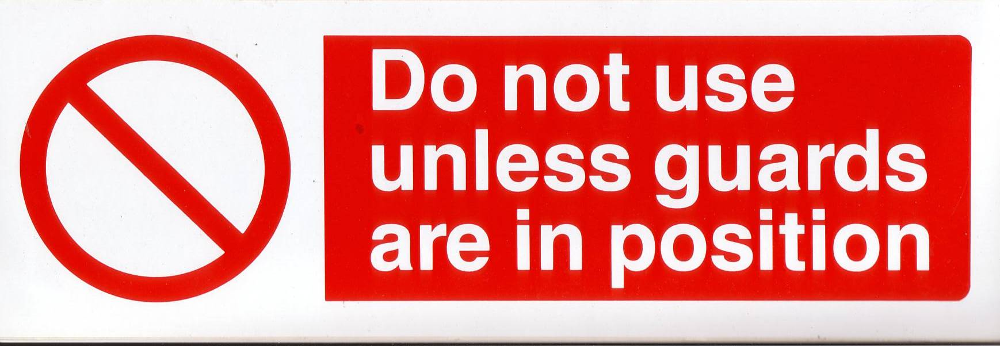 Do not use
unless guards
are in position